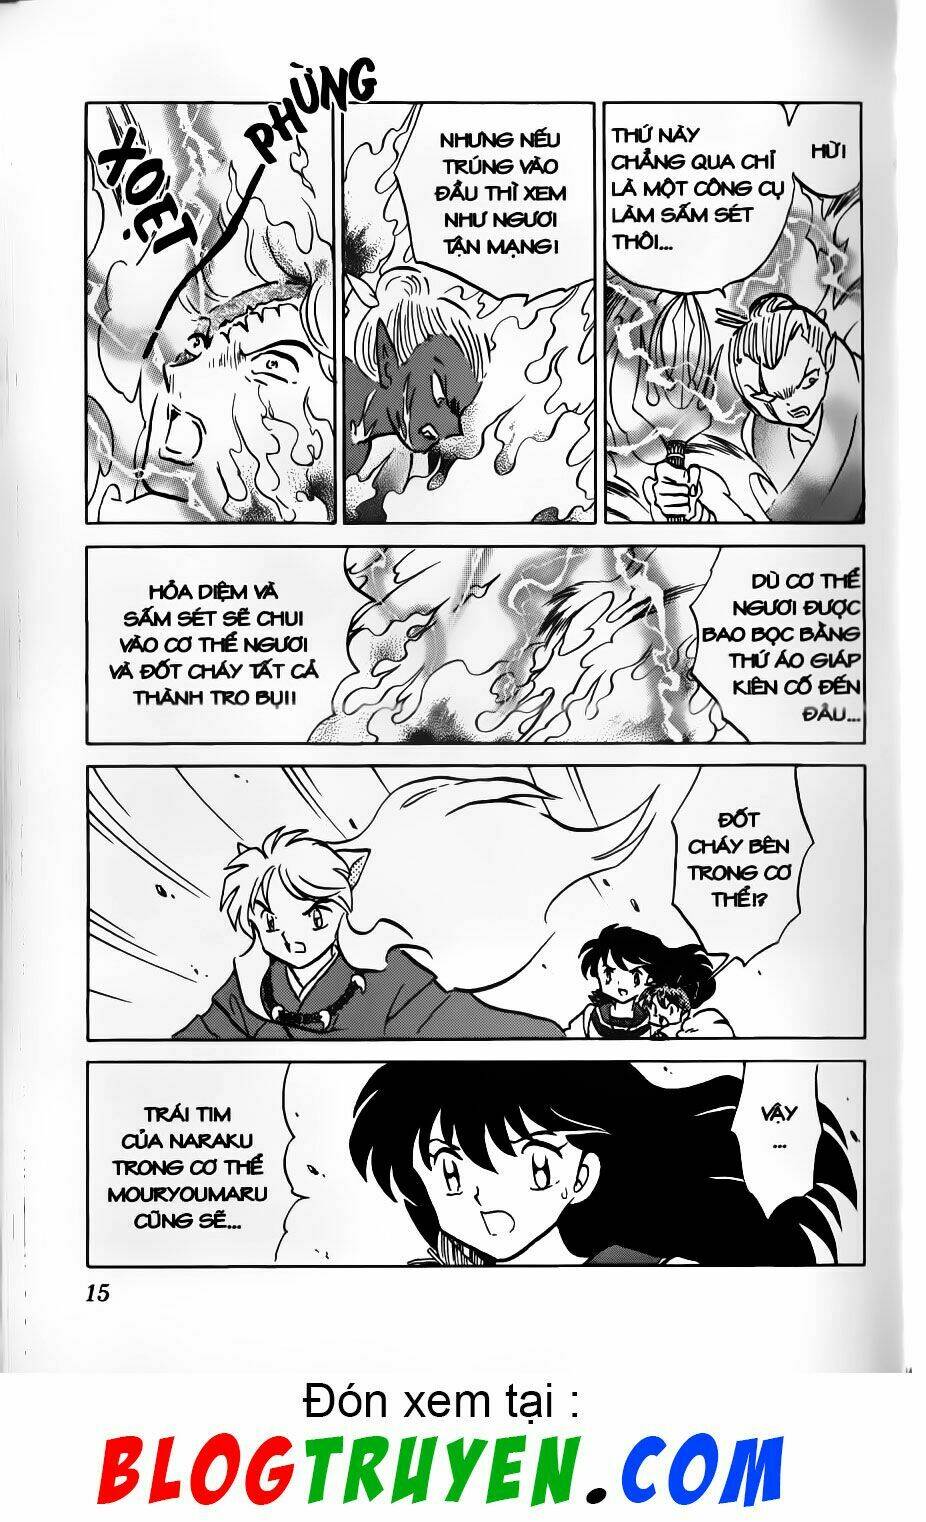 HỪ!
THỨ NÀY
CHẲNG QUA CHỈ
LÀ MỘT CÔNG CỤ
LÀM SẤM SÉT
THÔI...
NHƯNG NẾU
TRÚNG VÀO
ĐẦU THÌ XEM
NHƯ NGƯƠI
TẬN MẠNG!
PHỪNG
XOẸT
DÙ CƠ THỂ
NGƯƠI ĐƯỢC
BAO BỌC BẰNG
THỨ ÁO GIÁP
KIÊN CỐ ĐẾN
ĐÂU...
HỎA DIỆM VÀ
SẤM SÉT SẼ CHUI
VÀO CƠ THỂ NGƯƠI
VÀ ĐỐT CHÁY TẤT CẢ
THÀNH TRO BỤI!
ĐỐT
CHÁY BÊN
TRONG CƠ
THỂ!?
VẬY
...
TRÁI TIM
CỦA NARAKU
TRONG CƠ THỂ
MOURYOUMARU
CŨNG SẼ...
15
Đón xem tại :
BLOGTRUYEN.COM